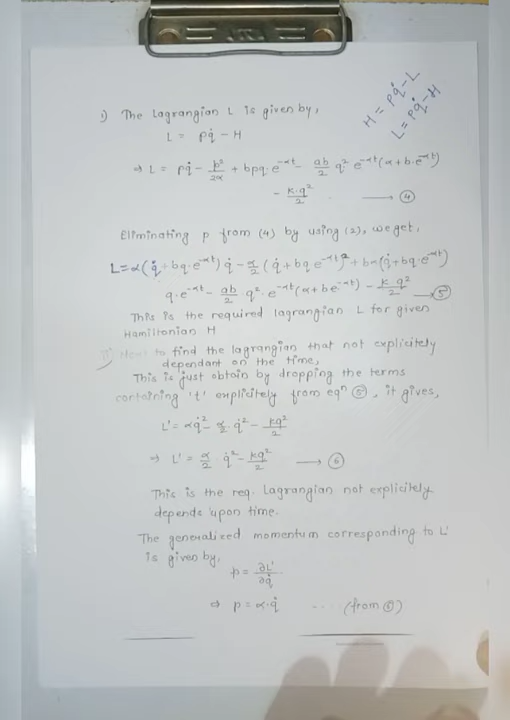 H = pq̇ - L
L = pq̇ - H
i) The Lagrangian L is given by,
L = pq̇ - H
⇒ L = pq̇ - p²/2α + bpq·e^-αt - ab/2 q² e^-αt (α + b·e^-αt)
- k·q²/2 ⟶ (4)
Eliminating p from (4) by using (2), we get,
L = α(q̇ + bq·e^-αt) q̇ - α/2 (q̇ + bq e^-αt)² + bα(q̇ + bq·e^-αt)
q·e^-αt - ab/2 q²·e^-αt (α + be^-αt) - k·q²/2 ⟶ (5)
This is the required lagrangian L for given
Hamiltonian H
ii) to find the lagrangian that not explicitely
dependant on the time,
This is just obtain by dropping the terms
containing 't' explicitely from eqⁿ (5), it gives,
L' = αq̇² - α/2·q̇² - kq²/2
⇒ L' = α/2 q̇² - kq²/2 ⟶ (6)
This is the req. Lagrangian not explicitely
depends upon time.
The generalised momentum corresponding to L'
is given by,
p = ∂L'/∂q̇
⇒ p = α·q̇ .... (from (6))